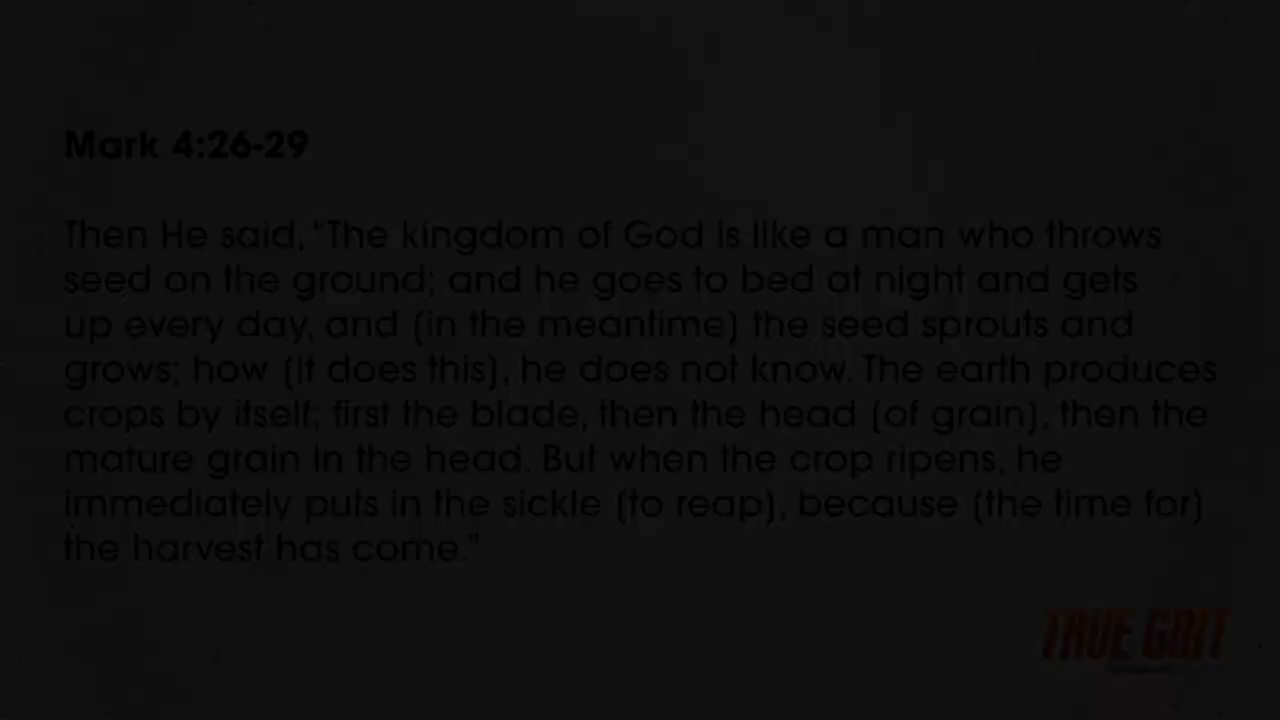 Mark 4:26-29
Then He said, "The kingdom of God is like a man who throws
seed on the ground; and he goes to bed at night and gets
up every day, and (in the meantime) the seed sprouts and
grows; how (it does this), he does not know. The earth produces
crops by itself; first the blade, then the head (of grain), then the
mature grain in the head. But when the crop ripens, he
immediately puts in the sickle (to reap), because (the time for)
the harvest has come."
TRUE GRIT